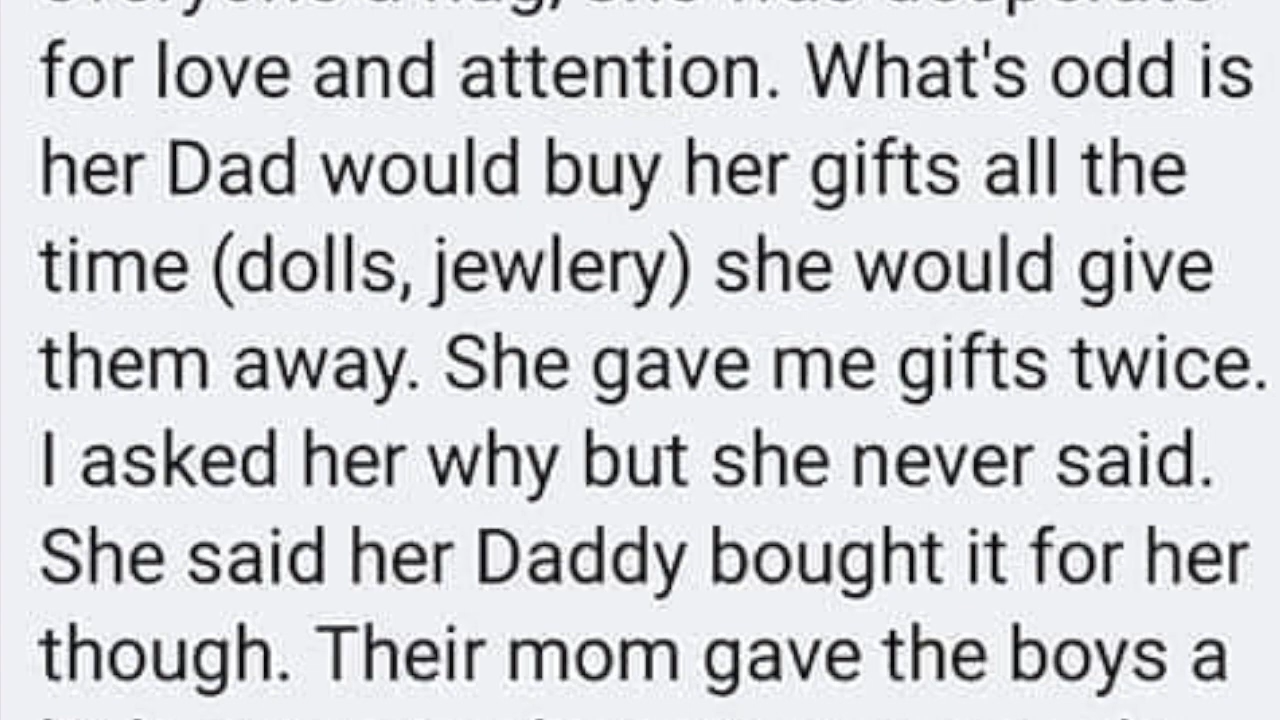 for love and attention. What's odd is
her Dad would buy her gifts all the
time (dolls, jewlery) she would give
them away. She gave me gifts twice.
I asked her why but she never said.
She said her Daddy bought it for her
though. Their mom gave the boys a